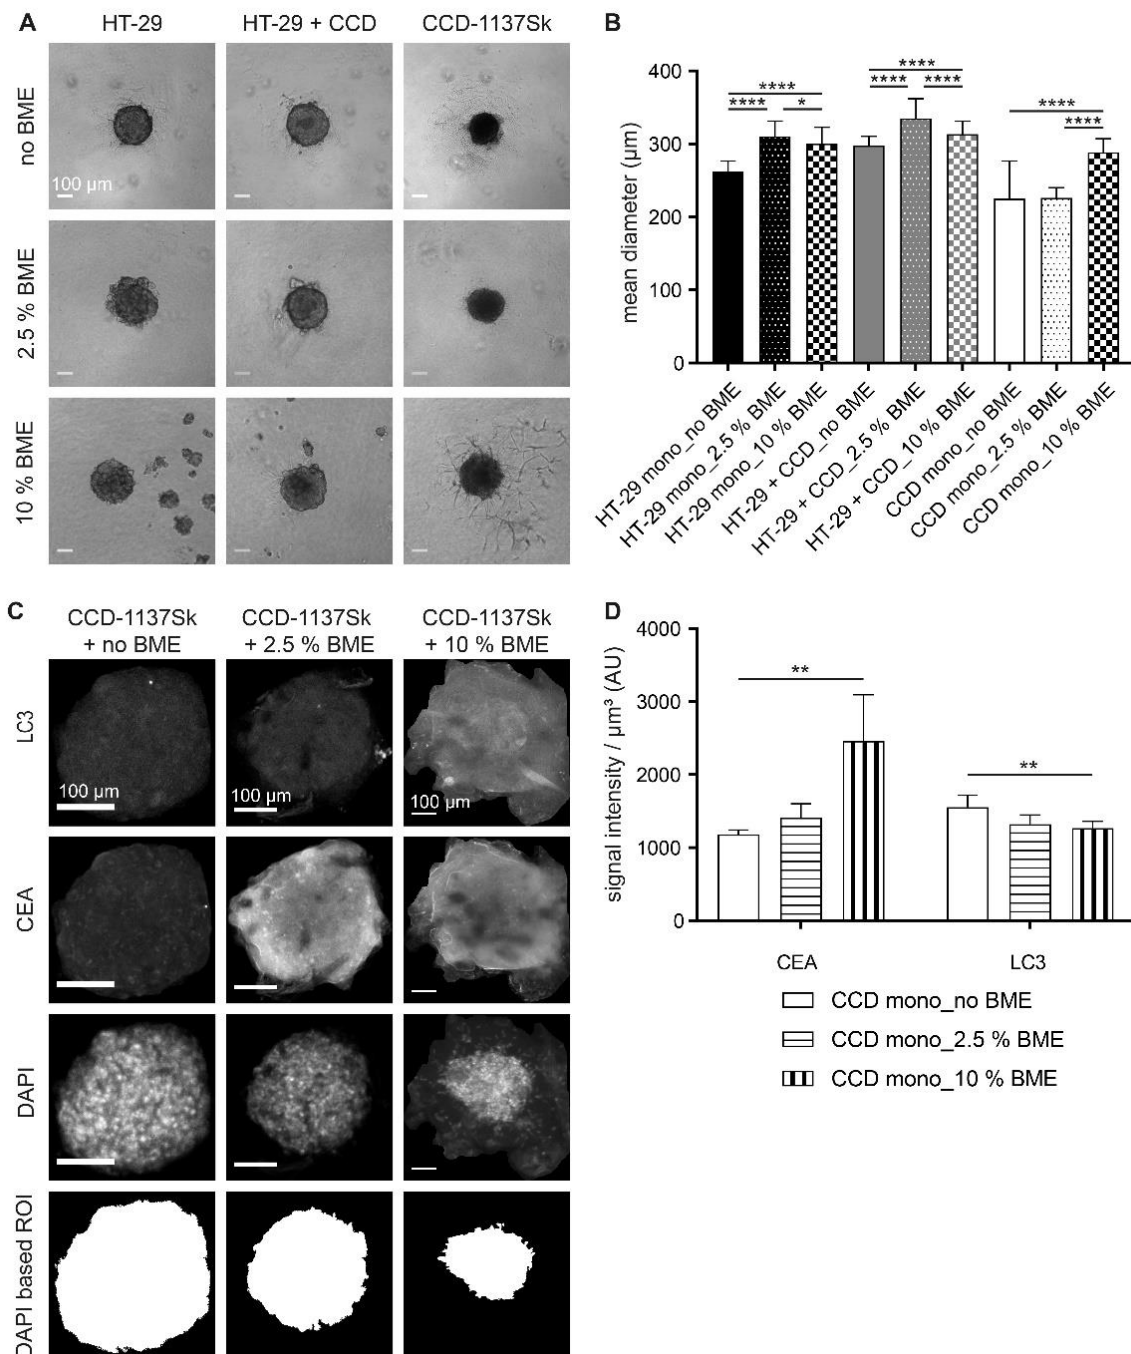 A
HT-29
HT-29 + CCD
CCD-1137Sk
no BME
100 µm
2.5 % BME
10 % BME
B
mean diameter (µm)
400
300
200
100
0
****
****
*
****
****
****
****
****
HT-29 mono_no BME
HT-29 mono_2.5 % BME
HT-29 mono_10 % BME
HT-29 + CCD_no BME
HT-29 + CCD_2.5 % BME
HT-29 + CCD_10 % BME
CCD mono_no BME
CCD mono_2.5 % BME
CCD mono_10 % BME
C
CCD-1137Sk
+ no BME
CCD-1137Sk
+ 2.5 % BME
CCD-1137Sk
+ 10 % BME
LC3
100 µm
100 µm
100 µm
CEA
DAPI
DAPI based ROI
D
signal intensity / µm³ (AU)
4000
3000
2000
1000
0
**
**
CEA
LC3
CCD mono_no BME
CCD mono_2.5 % BME
CCD mono_10 % BME